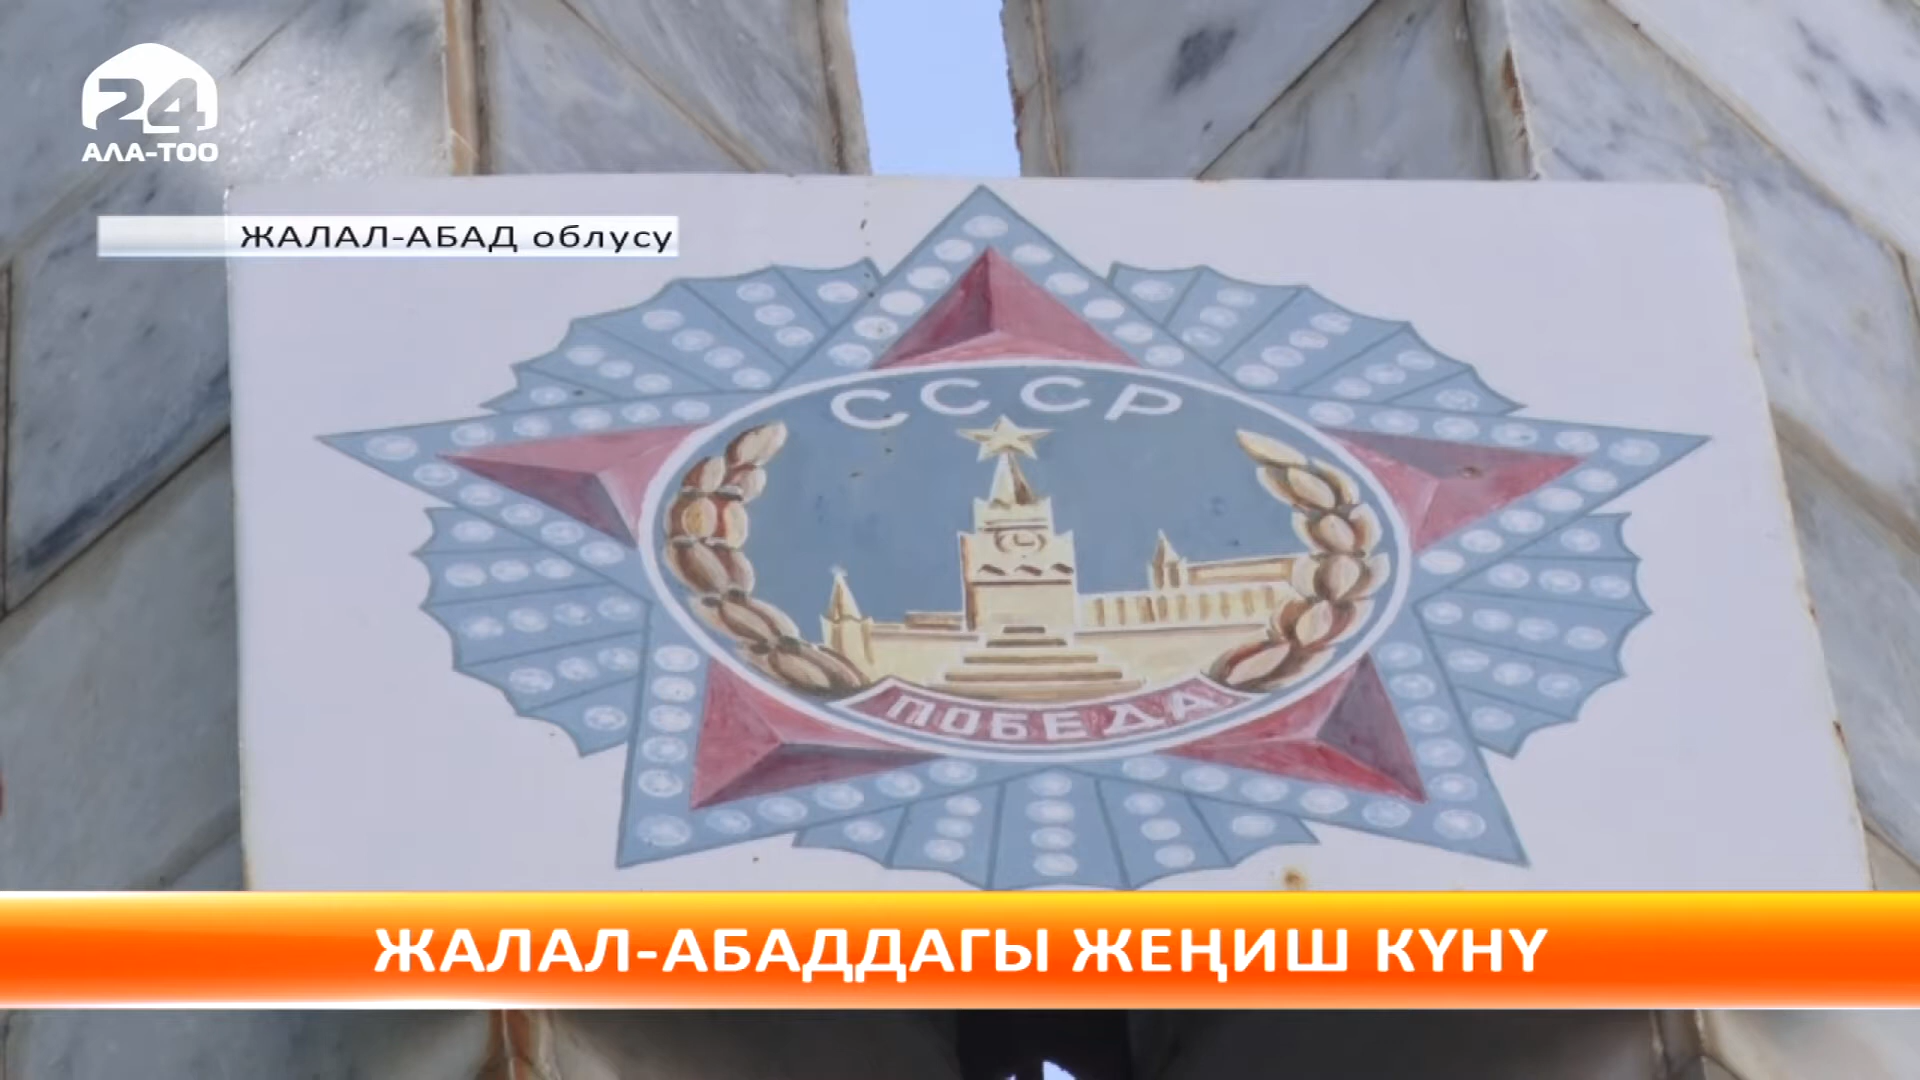 24
АЛА-ТОО
ЖАЛАЛ-АБАД облусу
СССР
ПОБЕДА
ЖАЛАЛ-АБАДДАГЫ ЖЕҢИШ КҮНҮ